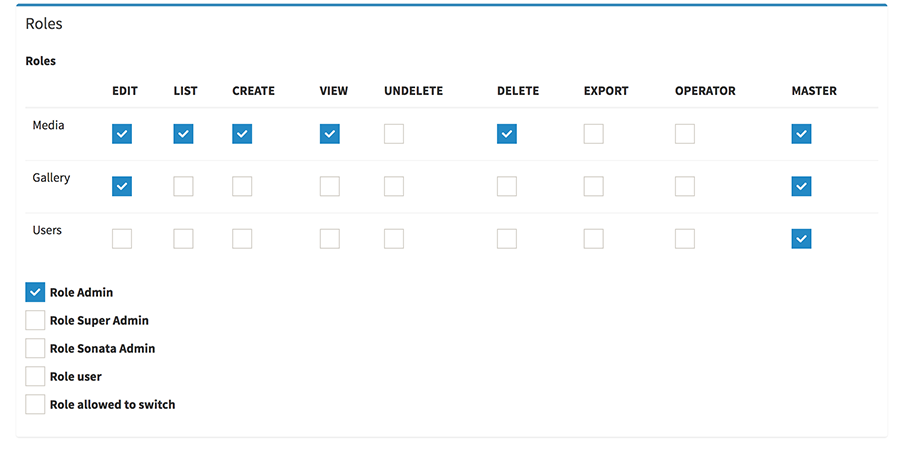 Roles
Roles
EDIT LIST CREATE VIEW UNDELETE DELETE EXPORT OPERATOR MASTER
Media
Gallery
Users
Role Admin
Role Super Admin
Role Sonata Admin
Role user
Role allowed to switch